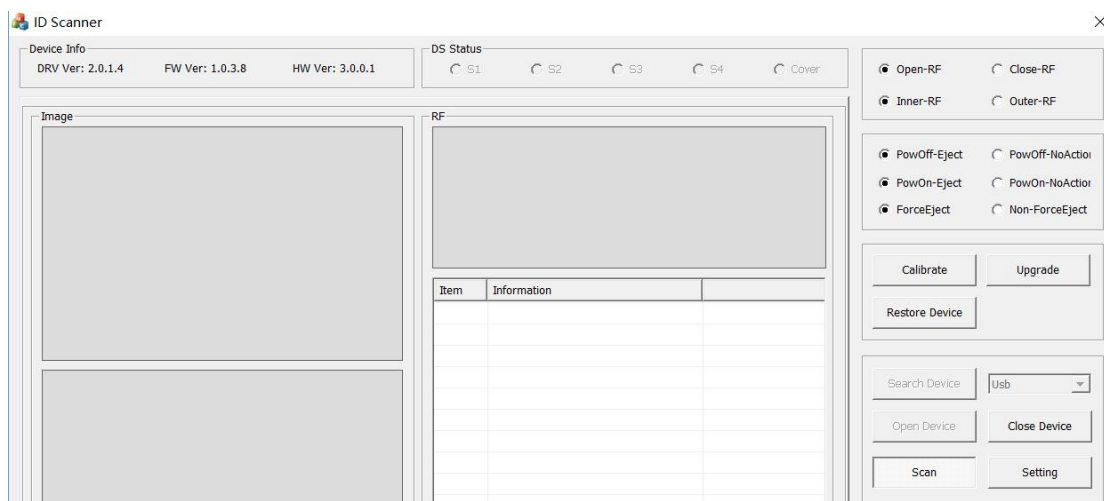 ID Scanner
Device Info
DRV Ver: 2.0.1.4 FW Ver: 1.0.3.8 HW Ver: 3.0.0.1
DS Status
S1 S2 S3 S4 Cover
Open-RF Close-RF
Inner-RF Outer-RF
Image
RF
PowOff-Eject PowOff-NoAction
PowOn-Eject PowOn-NoAction
ForceEject Non-ForceEject
Calibrate Upgrade
Restore Device
Item Information
Search Device Usb
Open Device Close Device
Scan Setting